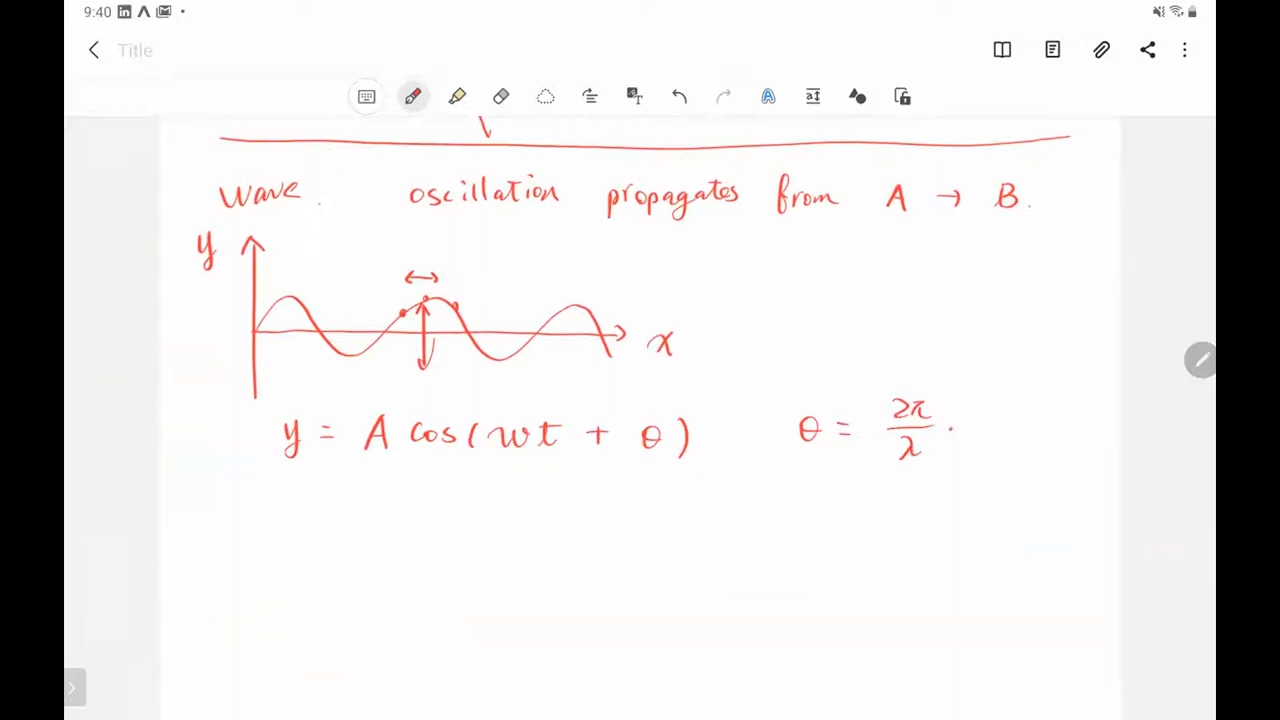 9:40
Title
wave. oscillation propagates from A → B.
y
x
y = A cos(wt + θ) θ = 2π/λ ·